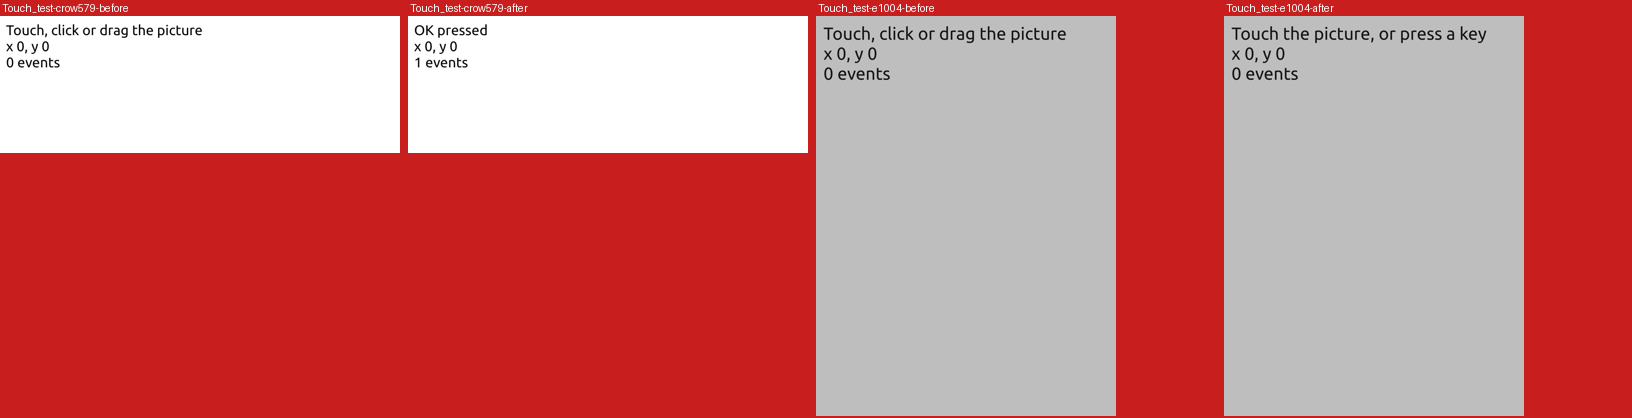 Touch_test-crow579-before
Touch, click or drag the picture
x 0, y 0
0 events
Touch_test-crow579-after
OK pressed
x 0, y 0
1 events
Touch_test-e1004-before
Touch, click or drag the picture
x 0, y 0
0 events
Touch_test-e1004-after
Touch the picture, or press a key
x 0, y 0
0 events